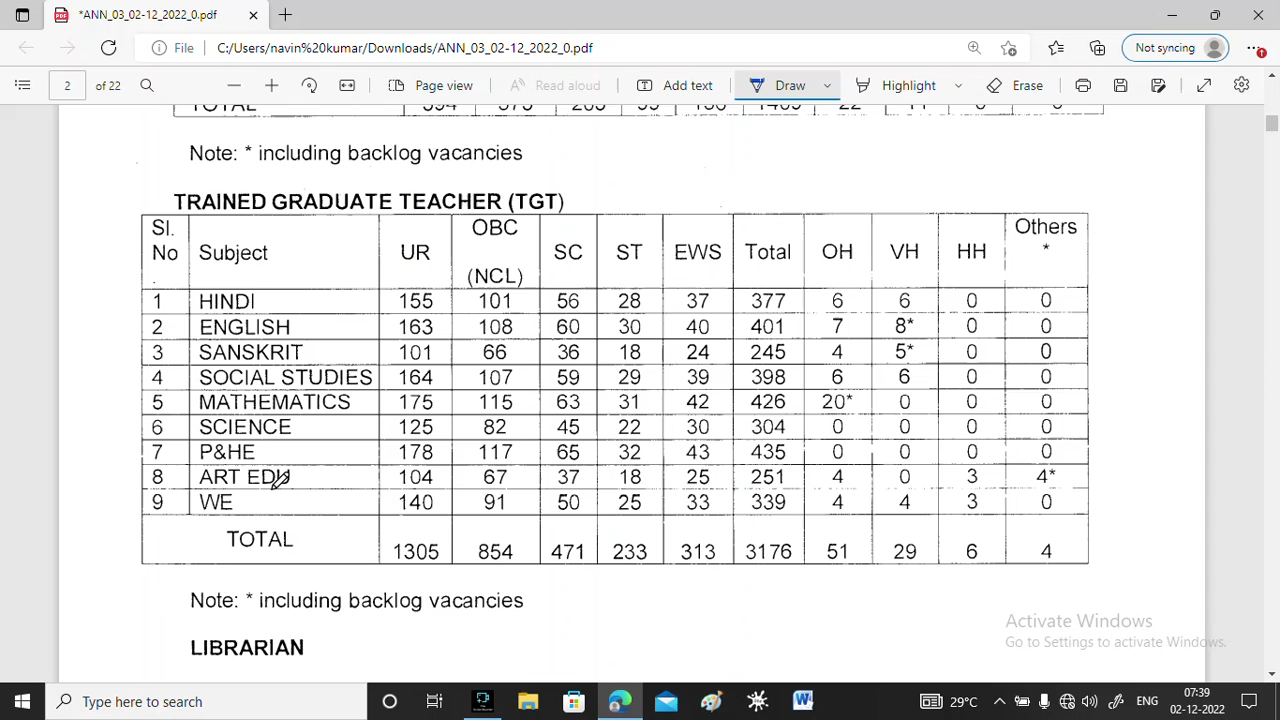 *ANN_03_02-12_2022_0.pdf
File C:/Users/navin%20kumar/Downloads/ANN_03_02-12_2022_0.pdf Not syncing
2 of 22 Page view Read aloud Add text Draw Highlight Erase
TOTAL
Note: * including backlog vacancies
TRAINED GRADUATE TEACHER (TGT)
Sl. No Subject UR OBC (NCL) SC ST EWS Total OH VH HH Others *
1 HINDI 155 101 56 28 37 377 6 6 0 0
2 ENGLISH 163 108 60 30 40 401 7 8* 0 0
3 SANSKRIT 101 66 36 18 24 245 4 5* 0 0
4 SOCIAL STUDIES 164 107 59 29 39 398 6 6 0 0
5 MATHEMATICS 175 115 63 31 42 426 20* 0 0 0
6 SCIENCE 125 82 45 22 30 304 0 0 0 0
7 P&HE 178 117 65 32 43 435 0 0 0 0
8 ART EDU 104 67 37 18 25 251 4 0 3 4*
9 WE 140 91 50 25 33 339 4 4 3 0
TOTAL 1305 854 471 233 313 3176 51 29 6 4
Note: * including backlog vacancies
LIBRARIAN
Activate Windows
Go to Settings to activate Windows.
Type here to search 29°C ENG 07:39
02-12-2022